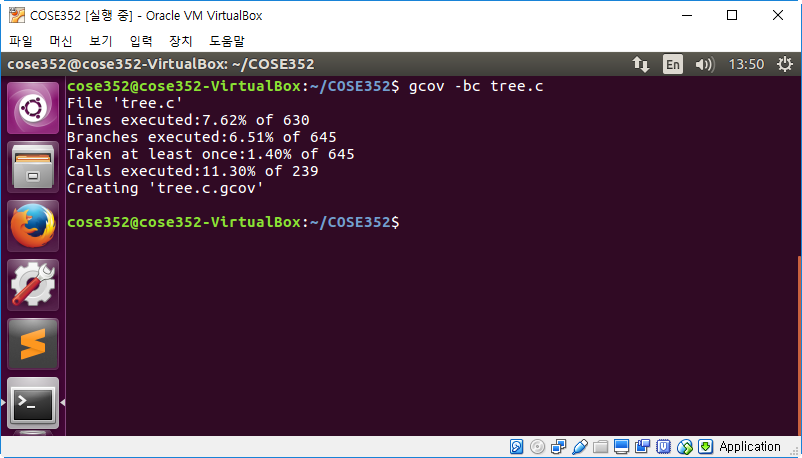 COSE352 [실행 중] - Oracle VM VirtualBox
파일 머신 보기 입력 장치 도움말
cose352@cose352-VirtualBox: ~/COSE352 En 13:50
cose352@cose352-VirtualBox:~/COSE352$ gcov -bc tree.c
File 'tree.c'
Lines executed:7.62% of 630
Branches executed:6.51% of 645
Taken at least once:1.40% of 645
Calls executed:11.30% of 239
Creating 'tree.c.gcov'
cose352@cose352-VirtualBox:~/COSE352$
Application